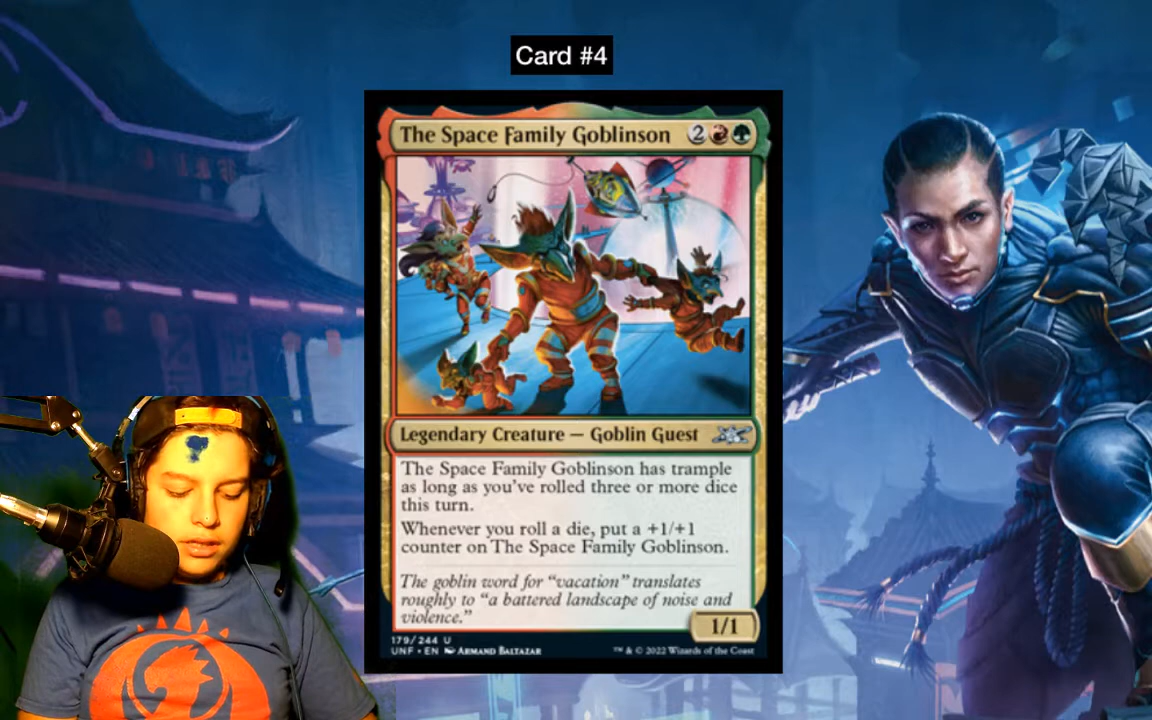 Card #4
The Space Family Goblinson 2
Legendary Creature — Goblin Guest
The Space Family Goblinson has trample
as long as you've rolled three or more dice
this turn.
Whenever you roll a die, put a +1/+1
counter on The Space Family Goblinson.
The goblin word for "vacation" translates
roughly to "a battered landscape of noise and
violence."
1/1
179/244 U
UNF • EN Armand Baltazar
™ & © 2022 Wizards of the Coast